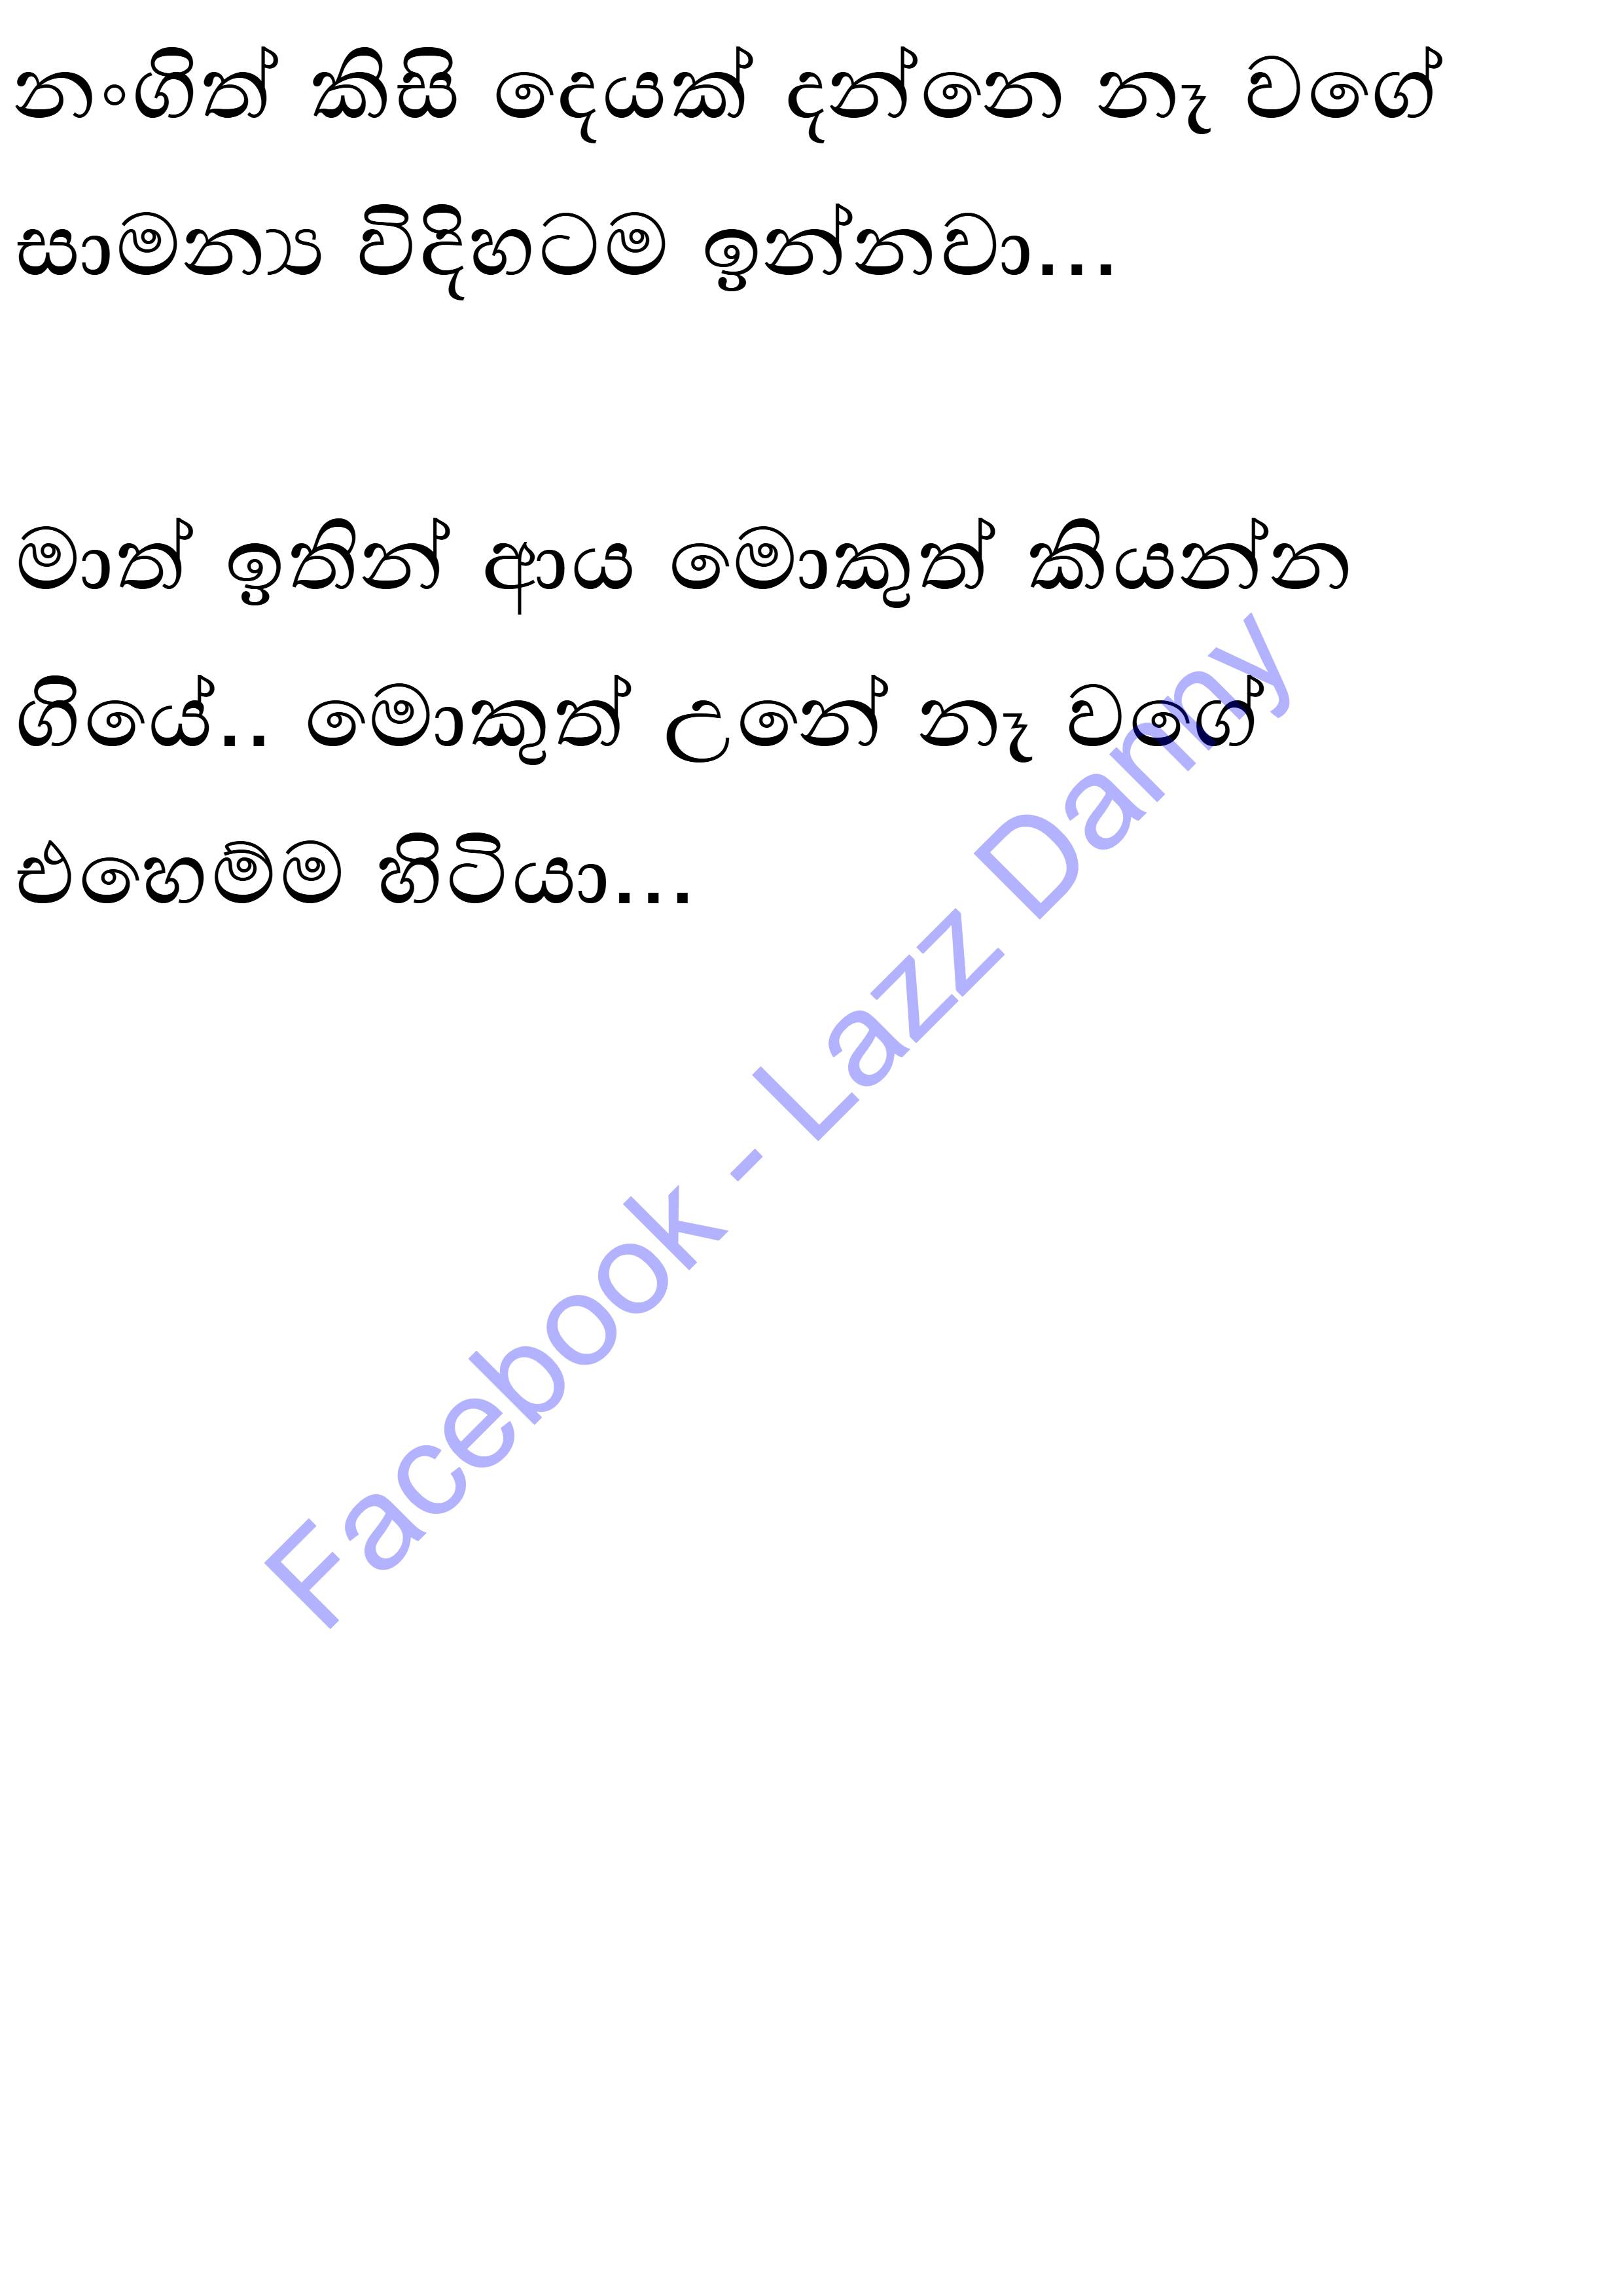 නංගිත් කිසි දෙයක් දන්නෙ නෑ වගේ
සාමන්‍ය විදිහටම ඉන්නවා...
මාත් ඉතිත් ආය මොකුත් කියන්න
ගියේ.. මොකුත් උනේ නෑ වගේ
එහෙම්ම හිටියා...
Facebook - Lazz Danny